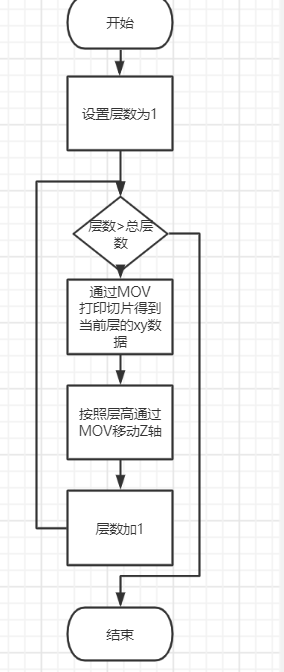 开始
设置层数为1
层数>总层
数
通过MOV
打印切片得到
当前层的xy数
据
按照层高通过
MOV移动Z轴
层数加1
结束